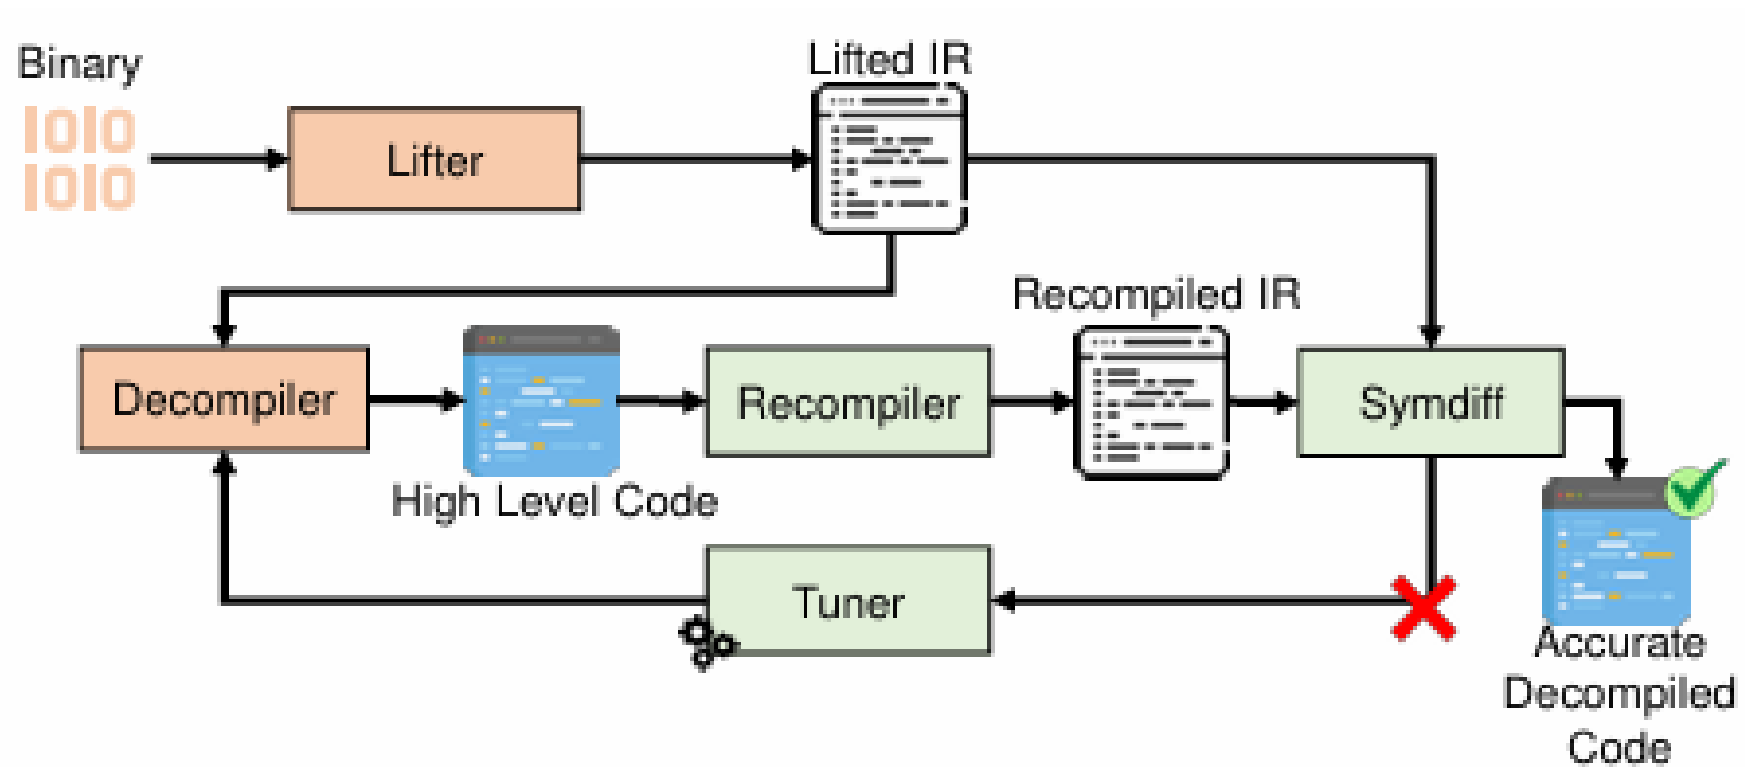 Binary
Lifted IR
1010
1010
Lifter
Recompiled IR
Decompiler
Recompiler
Symdiff
High Level Code
Tuner
Accurate
Decompiled
Code